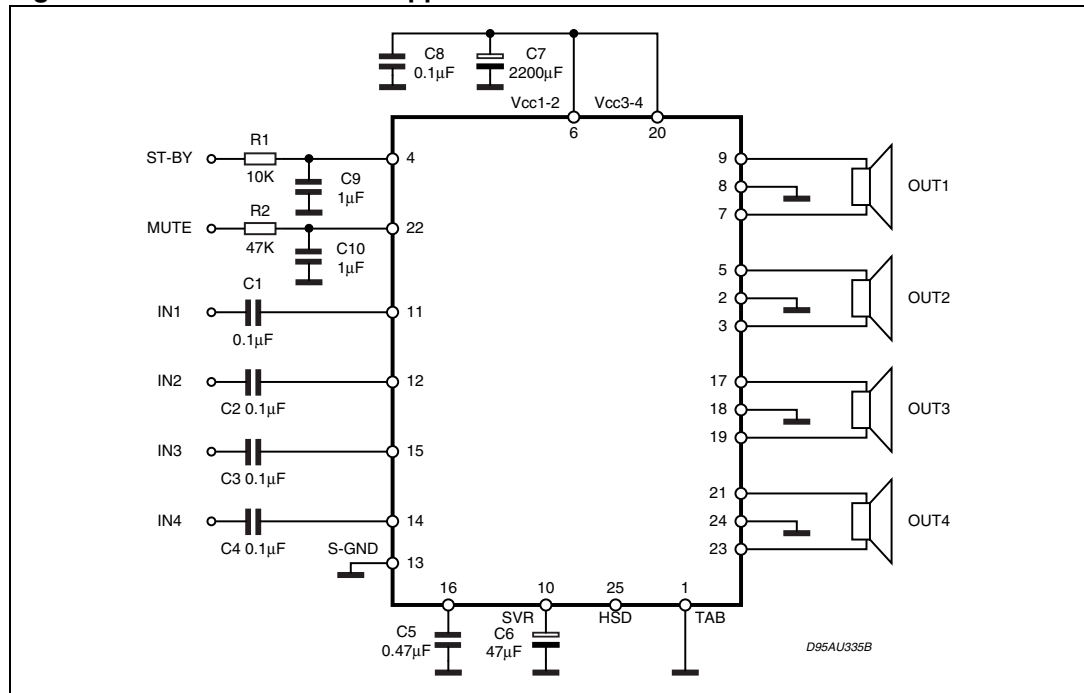 C8
0.1µF
C7
2200µF
Vcc1-2
Vcc3-4
6
20
ST-BY
R1
10K
C9
1µF
4
MUTE
R2
47K
C10
1µF
22
IN1
C1
0.1µF
11
IN2
C2 0.1µF
12
IN3
C3 0.1µF
15
IN4
C4 0.1µF
14
S-GND
13
9
8
7
OUT1
5
2
3
OUT2
17
18
19
OUT3
21
24
23
OUT4
16
10
25
1
SVR
HSD
TAB
C5
0.47µF
C6
47µF
D95AU335B